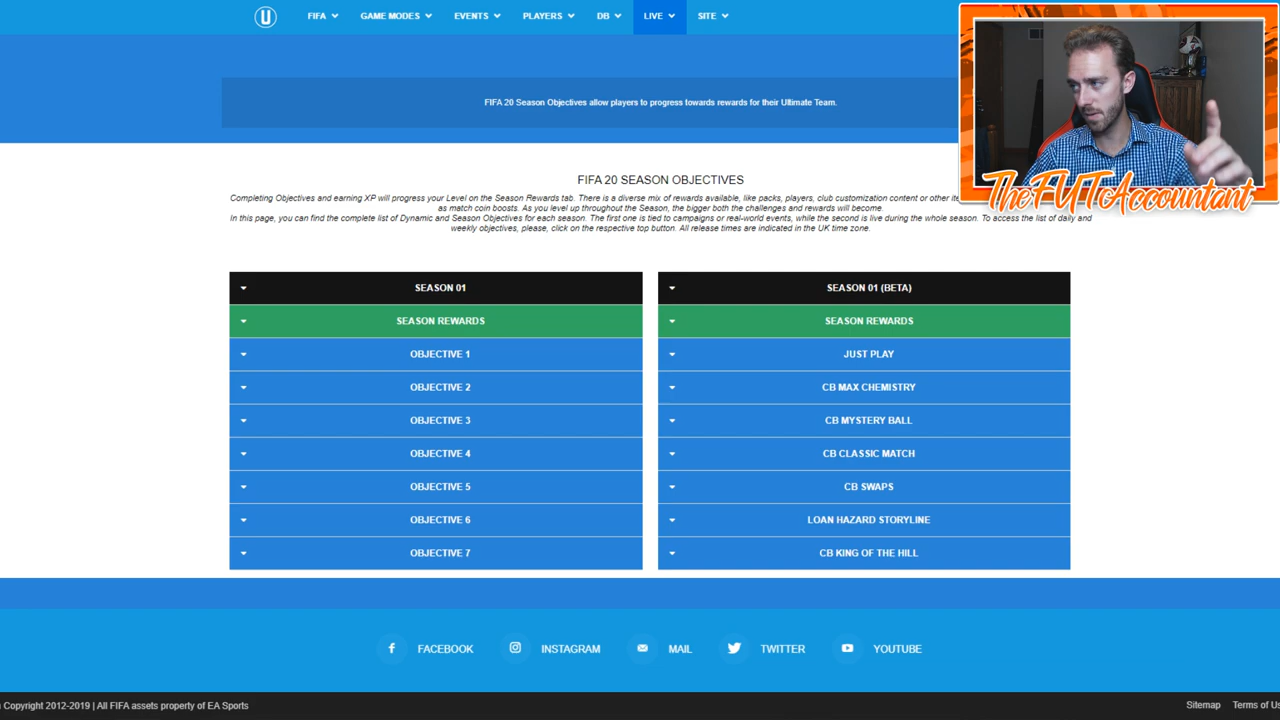 U
FIFA
GAME MODES
EVENTS
PLAYERS
DB
LIVE
SITE
FIFA 20 Season Objectives allow players to progress towards rewards for their Ultimate Team.
TheFUTAccountant
FIFA 20 SEASON OBJECTIVES
Completing Objectives and earning XP will progress your Level on the Season Rewards tab. There is a diverse mix of rewards available, like packs, players, club customization content or other ite
as match coin boosts. As you level up throughout the Season, the bigger both the challenges and rewards will become.
In this page, you can find the complete list of Dynamic and Season Objectives for each season. The first one is tied to campaigns or real-world events, while the second is live during the whole season. To access the list of daily and
weekly objectives, please, click on the respective top button. All release times are indicated in the UK time zone.
SEASON 01
SEASON REWARDS
OBJECTIVE 1
OBJECTIVE 2
OBJECTIVE 3
OBJECTIVE 4
OBJECTIVE 5
OBJECTIVE 6
OBJECTIVE 7
SEASON 01 (BETA)
SEASON REWARDS
JUST PLAY
CB MAX CHEMISTRY
CB MYSTERY BALL
CB CLASSIC MATCH
CB SWAPS
LOAN HAZARD STORYLINE
CB KING OF THE HILL
FACEBOOK
INSTAGRAM
MAIL
TWITTER
YOUTUBE
Copyright 2012-2019 | All FIFA assets property of EA Sports
Sitemap
Terms of Us